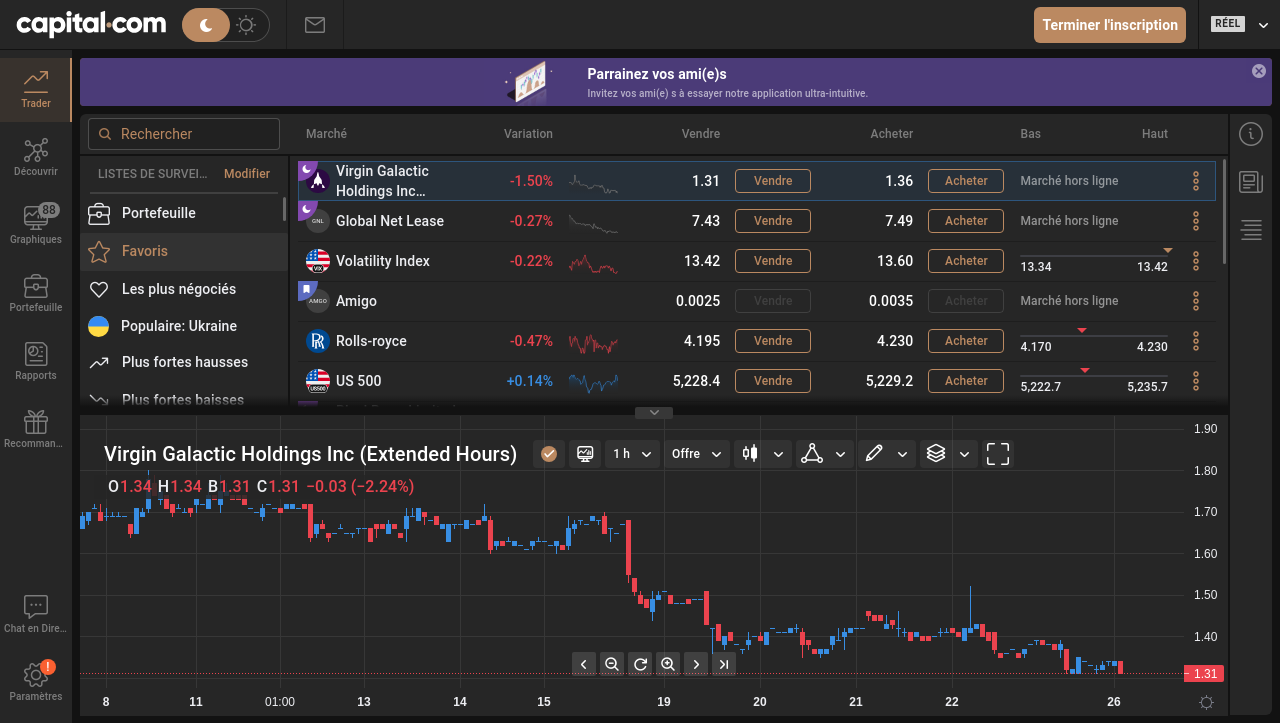 capital.com
Terminer l'inscription
RÉEL
Parrainez vos ami(e)s
Invitez vos ami(e) s à essayer notre application ultra-intuitive.
Trader
Découvrir
88
Graphiques
Portefeuille
Rapports
Recomman...
Chat en Dire...
!
Paramètres
Rechercher
LISTES DE SURVEI...
Modifier
Portefeuille
Favoris
Les plus négociés
Populaire: Ukraine
Plus fortes hausses
Plus fortes baisses
Marché
Variation
Vendre
Acheter
Bas
Haut
Virgin Galactic
Holdings Inc...
-1.50%
1.31
Vendre
1.36
Acheter
Marché hors ligne
GNL
Global Net Lease
-0.27%
7.43
Vendre
7.49
Acheter
Marché hors ligne
VIX
Volatility Index
-0.22%
13.42
Vendre
13.60
Acheter
13.34
13.42
AMGO
Amigo
0.0025
Vendre
0.0035
Acheter
Marché hors ligne
Rolls-royce
-0.47%
4.195
Vendre
4.230
Acheter
4.170
4.230
US500
US 500
+0.14%
5,228.4
Vendre
5,229.2
Acheter
5,222.7
5,235.7
Virgin Galactic Holdings Inc (Extended Hours)
1 h
Offre
O1.34 H1.34 B1.31 C1.31 −0.03 (−2.24%)
1.90
1.80
1.70
1.60
1.50
1.40
1.31
8
11
01:00
13
14
15
19
20
21
22
26